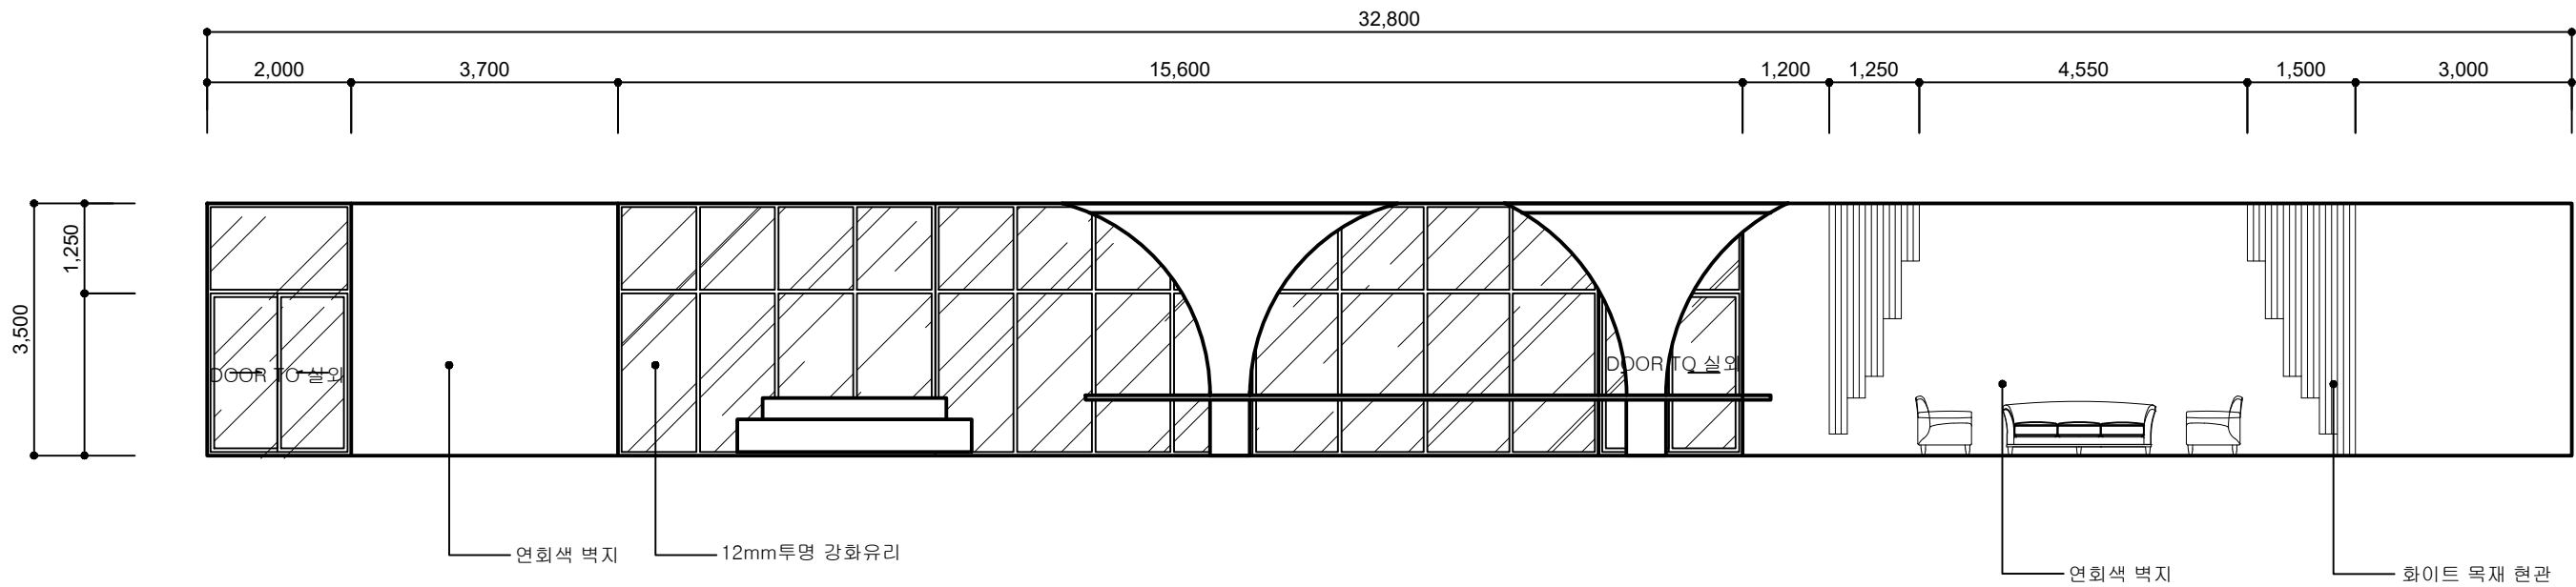 32,800
2,000
3,700
15,600
1,200
1,250
4,550
1,500
3,000
1,250
3,500
DOOR TO 실외
DOOR TO 실외
연회색 벽지
12mm투명 강화유리
연회색 벽지
화이트 목재 현관